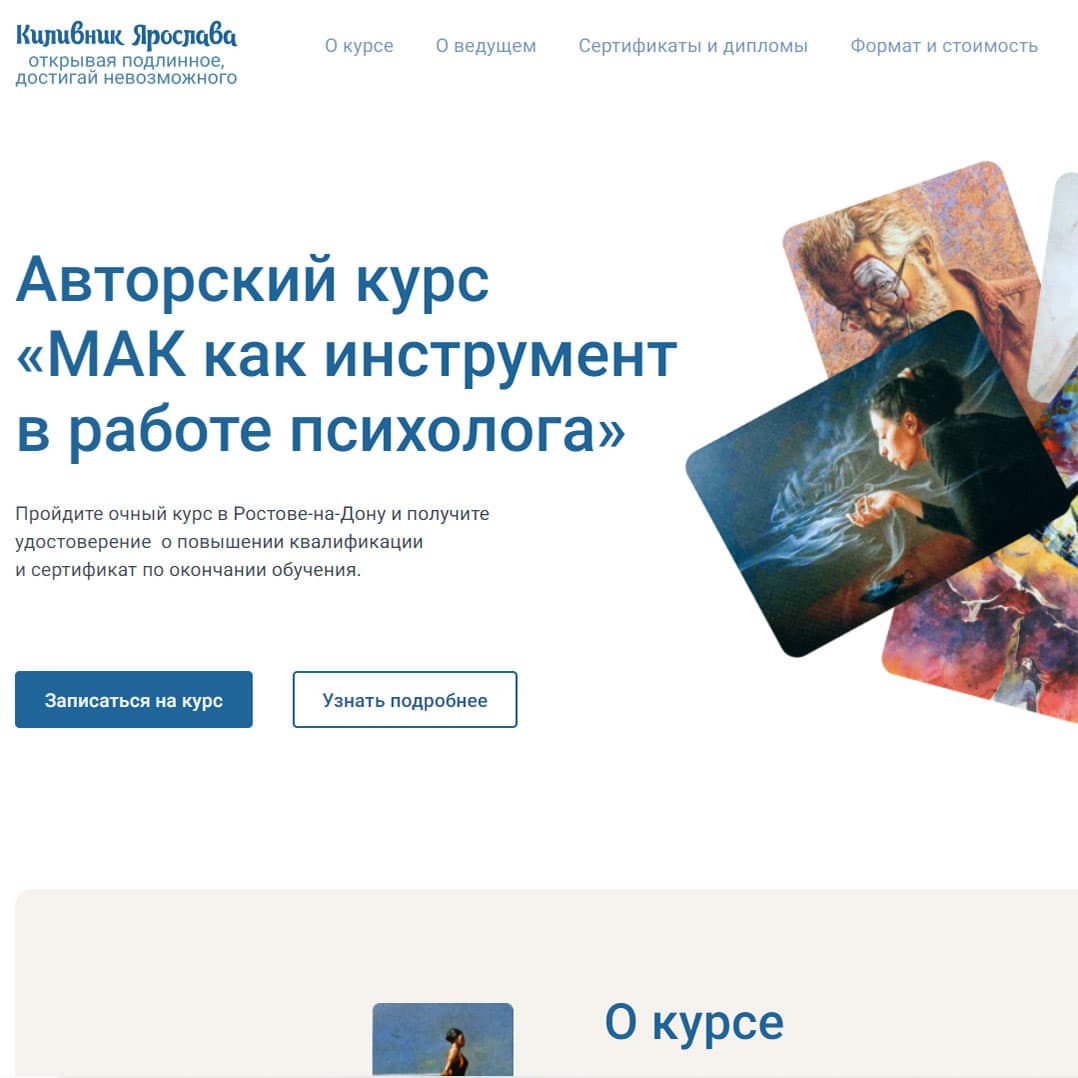 Киливник Ярослава
открывая подлинное,
достигай невозможного
О курсе
О ведущем
Сертификаты и дипломы
Формат и стоимость
Авторский курс
«МАК как инструмент
в работе психолога»
Пройдите очный курс в Ростове-на-Дону и получите
удостоверение о повышении квалификации
и сертификат по окончании обучения.
Записаться на курс
Узнать подробнее
О курсе